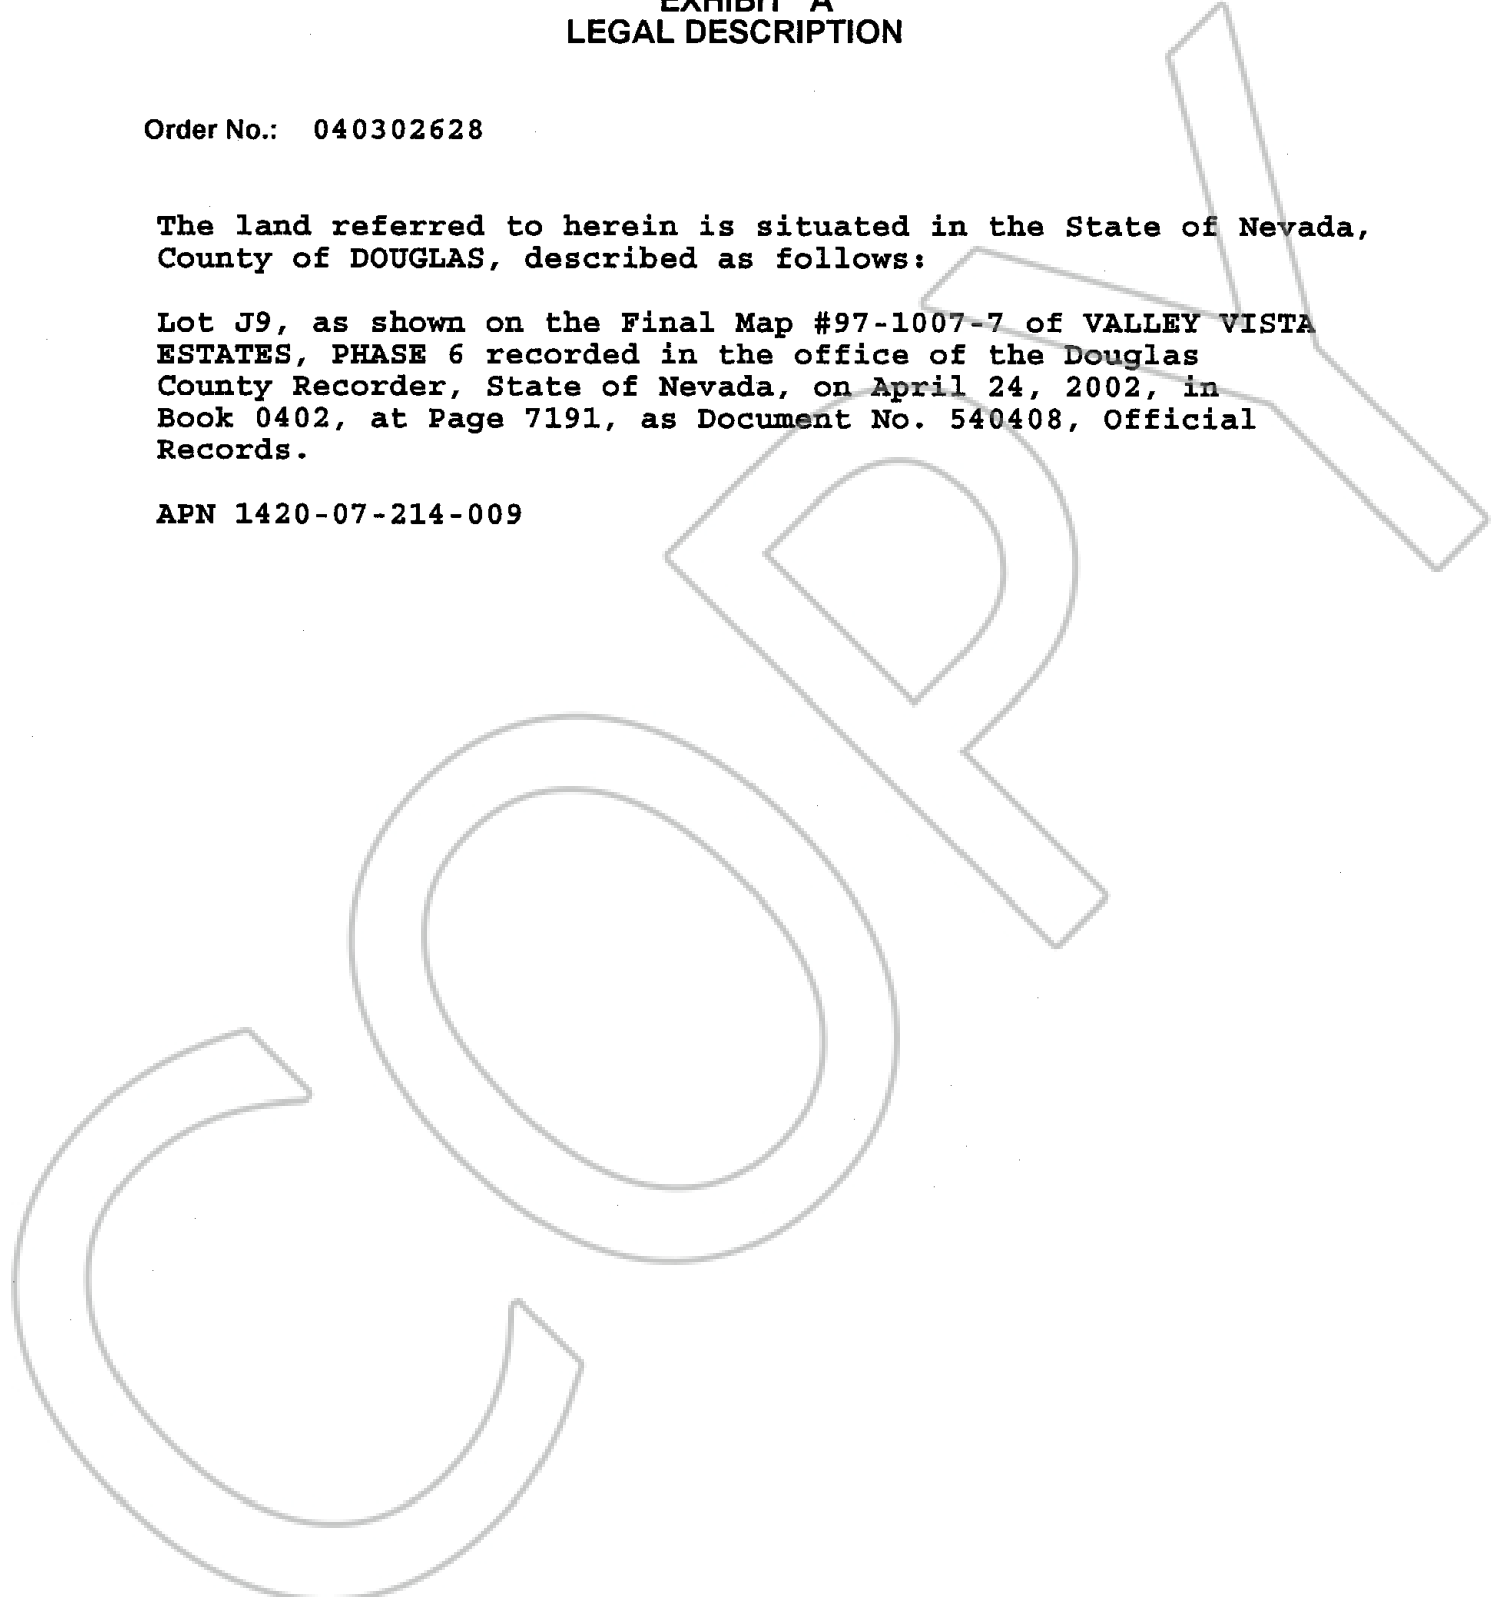 EXHIBIT "A"
LEGAL DESCRIPTION
Order No.: 040302628
The land referred to herein is situated in the State of Nevada,
County of DOUGLAS, described as follows:
Lot J9, as shown on the Final Map #97-1007-7 of VALLEY VISTA
ESTATES, PHASE 6 recorded in the office of the Douglas
County Recorder, State of Nevada, on April 24, 2002, in
Book 0402, at Page 7191, as Document No. 540408, Official
Records.
APN 1420-07-214-009
COPY